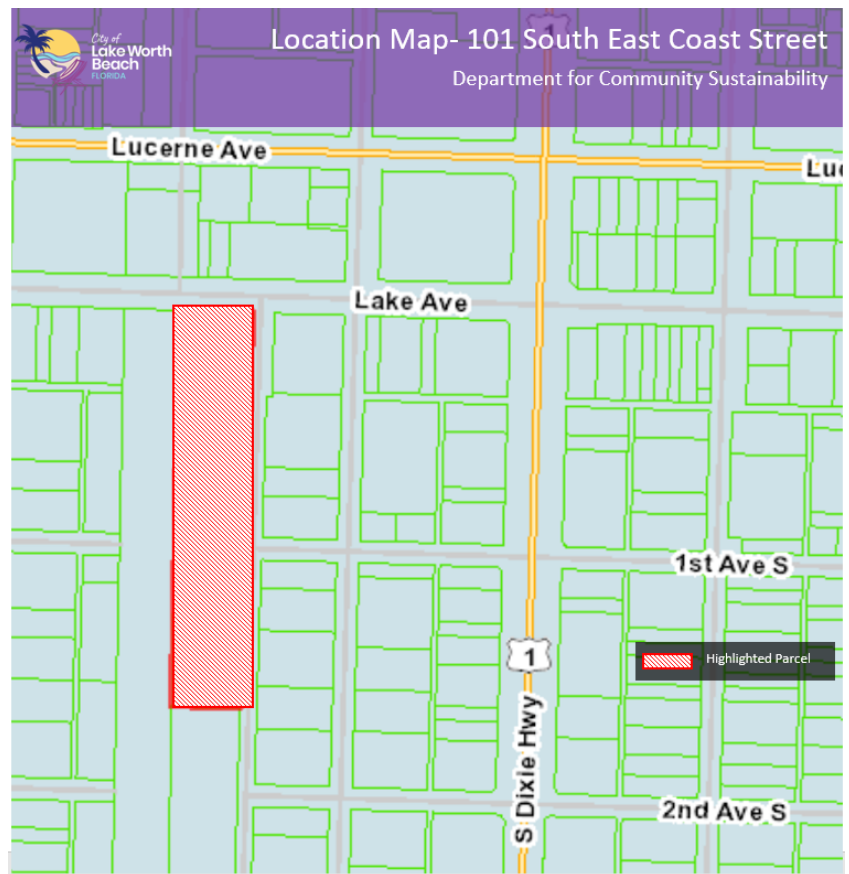 City of
Lake Worth
Beach
FLORIDA
Location Map- 101 South East Coast Street
Department for Community Sustainability
1
Lucerne Ave
Luc
Lake Ave
1st Ave S
Highlighted Parcel
1
S Dixie Hwy
2nd Ave S